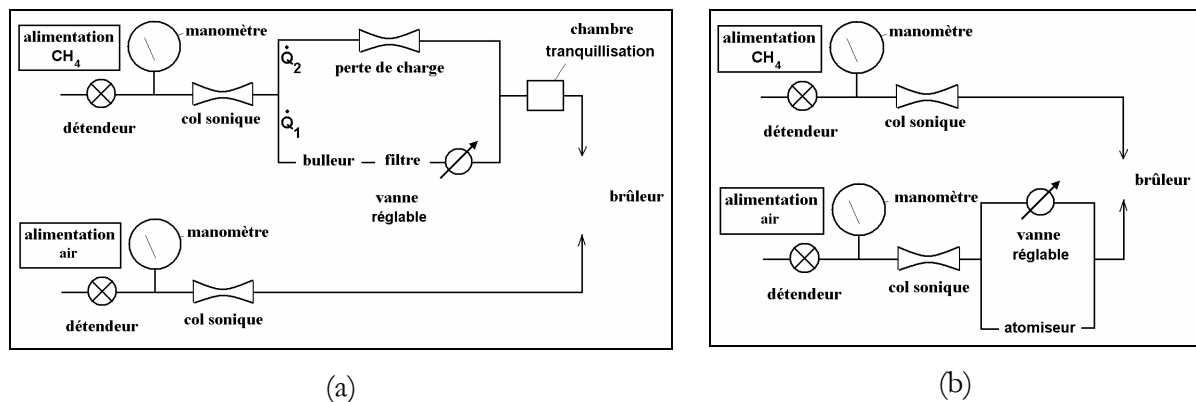 alimentation
CH4
manomètre
détendeur
col sonique
Q̇2
Q̇1
perte de charge
chambre
tranquillisation
bulleur
filtre
vanne
réglable
brûleur
alimentation
air
manomètre
détendeur
col sonique
(a)
alimentation
CH4
manomètre
détendeur
col sonique
brûleur
alimentation
air
manomètre
détendeur
col sonique
vanne
réglable
atomiseur
(b)